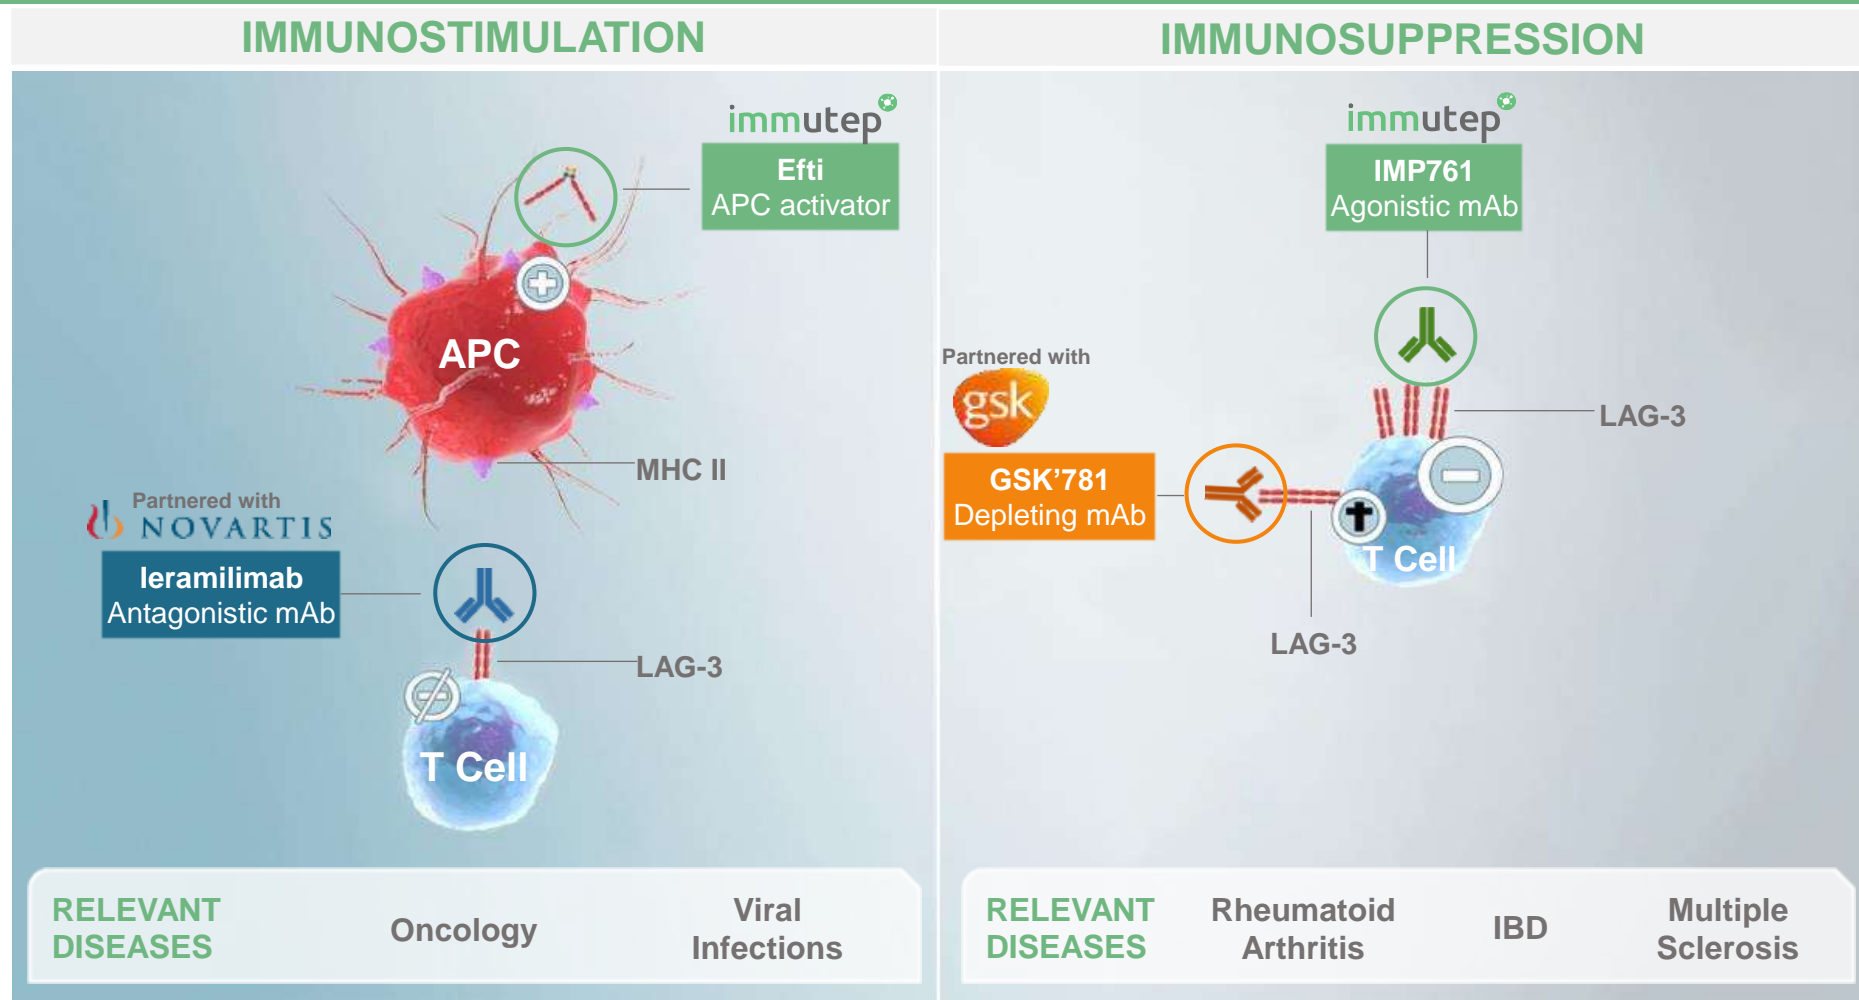 IMMUNOSTIMULATION
immutep
Efti
APC activator
APC
MHC II
Partnered with
NOVARTIS
leramilimab
Antagonistic mAb
LAG-3
T Cell
RELEVANT
DISEASES
Oncology
Viral
Infections
IMMUNOSUPPRESSION
immutep
IMP761
Agonistic mAb
Partnered with
gsk
LAG-3
GSK’781
Depleting mAb
T Cell
LAG-3
RELEVANT
DISEASES
Rheumatoid
Arthritis
IBD
Multiple
Sclerosis